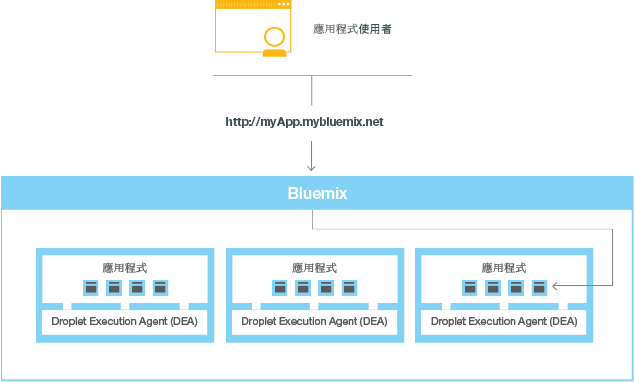 應用程式使用者
http://myApp.mybluemix.net
Bluemix
應用程式
應用程式
應用程式
Droplet Execution Agent (DEA)
Droplet Execution Agent (DEA)
Droplet Execution Agent (DEA)